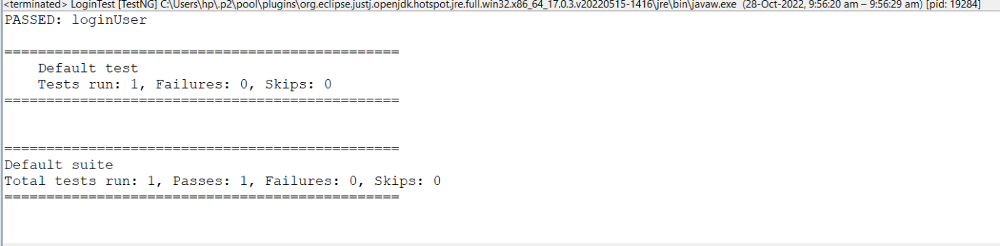 <terminated> LoginTest [TestNG] C:\Users\hp\.p2\pool\plugins\org.eclipse.justj.openjdk.hotspot.jre.full.win32.x86_64_17.0.3.v20220515-1416\jre\bin\javaw.exe (28-Oct-2022, 9:56:20 am – 9:56:29 am) [pid: 19284]
PASSED: loginUser
===============================================
Default test
Tests run: 1, Failures: 0, Skips: 0
===============================================
===============================================
Default suite
Total tests run: 1, Passes: 1, Failures: 0, Skips: 0
===============================================